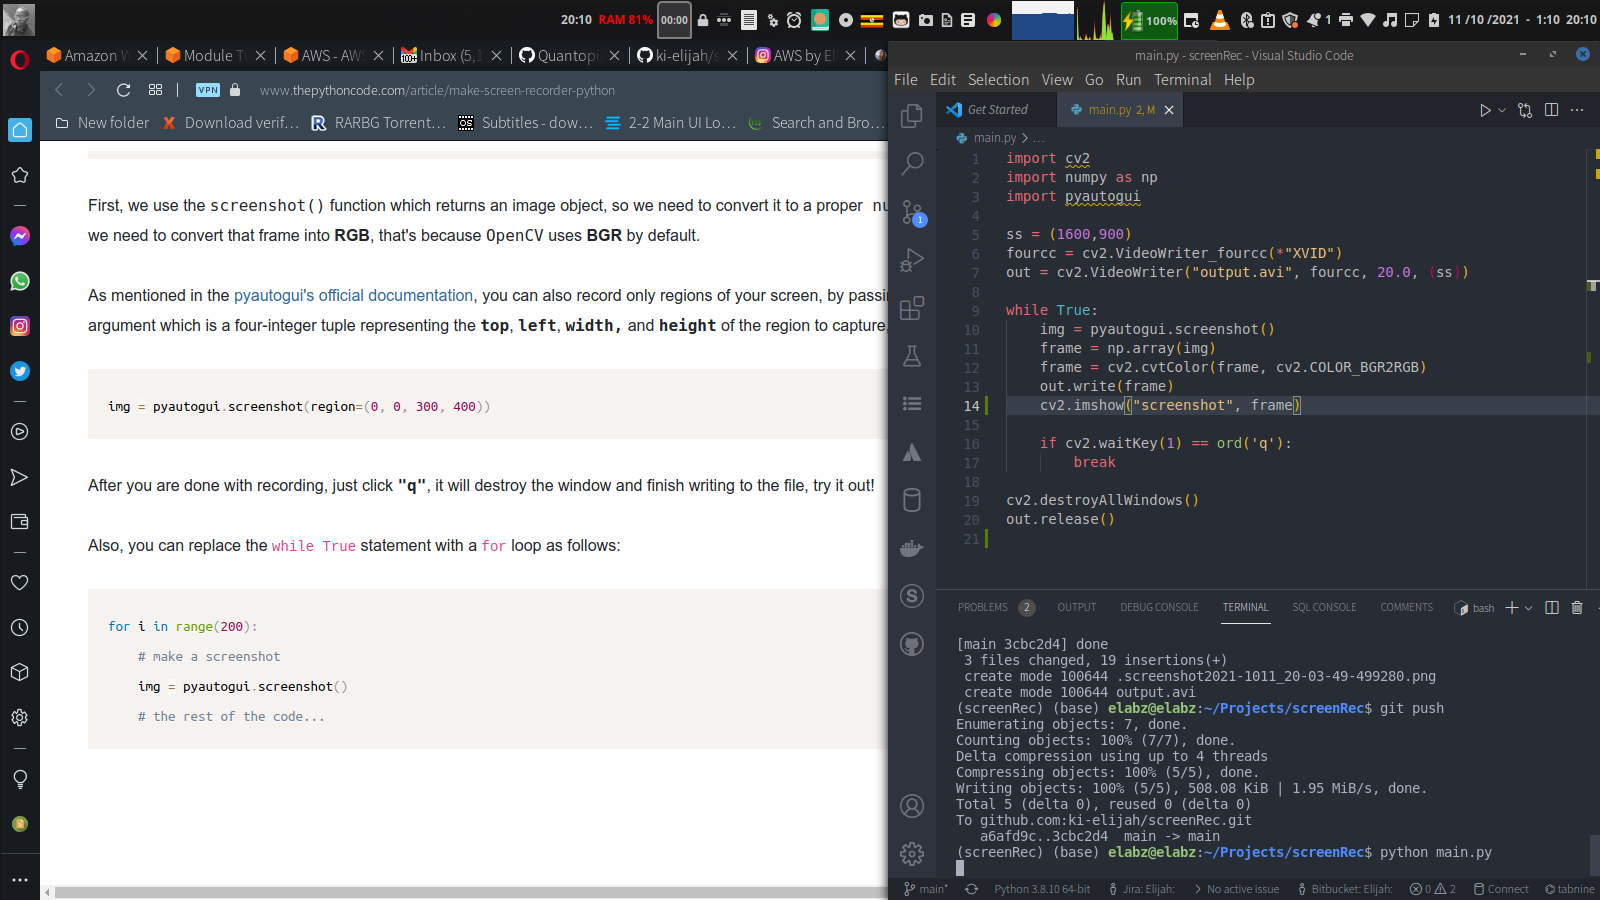 20:10 RAM 81% 00:00 100% 1 11 /10 /2021 - 1:10 20:10
Amazon W
Module Tw
AWS - AWS
Inbox (5,1
Quantopi
ki-elijah/s
AWS by El
VPN www.thepythoncode.com/article/make-screen-recorder-python
New folder Download verif... RARBG Torrent... Subtitles - dow... 2-2 Main UI Lo... Search and Bro...
First, we use the screenshot() function which returns an image object, so we need to convert it to a proper nu
we need to convert that frame into RGB, that's because OpenCV uses BGR by default.
As mentioned in the pyautogui's official documentation, you can also record only regions of your screen, by passin
argument which is a four-integer tuple representing the top, left, width, and height of the region to capture,
img = pyautogui.screenshot(region=(0, 0, 300, 400))
After you are done with recording, just click "q", it will destroy the window and finish writing to the file, try it out!
Also, you can replace the while True statement with a for loop as follows:
for i in range(200):
# make a screenshot
img = pyautogui.screenshot()
# the rest of the code...
main.py - screenRec - Visual Studio Code
File Edit Selection View Go Run Terminal Help
Get Started main.py 2, M
main.py > ...
1 import cv2
2 import numpy as np
3 import pyautogui
4
5 ss = (1600,900)
6 fourcc = cv2.VideoWriter_fourcc(*"XVID")
7 out = cv2.VideoWriter("output.avi", fourcc, 20.0, (ss))
8
9 while True:
10 img = pyautogui.screenshot()
11 frame = np.array(img)
12 frame = cv2.cvtColor(frame, cv2.COLOR_BGR2RGB)
13 out.write(frame)
14 cv2.imshow("screenshot", frame)
15
16 if cv2.waitKey(1) == ord('q'):
17 break
18
19 cv2.destroyAllWindows()
20 out.release()
21
1
PROBLEMS 2 OUTPUT DEBUG CONSOLE TERMINAL SQL CONSOLE COMMENTS bash
[main 3cbc2d4] done
3 files changed, 19 insertions(+)
create mode 100644 .screenshot2021-1011_20-03-49-499280.png
create mode 100644 output.avi
(screenRec) (base) elabz@elabz:~/Projects/screenRec$ git push
Enumerating objects: 7, done.
Counting objects: 100% (7/7), done.
Delta compression using up to 4 threads
Compressing objects: 100% (5/5), done.
Writing objects: 100% (5/5), 508.08 KiB | 1.95 MiB/s, done.
Total 5 (delta 0), reused 0 (delta 0)
To github.com:ki-elijah/screenRec.git
a6afd9c..3cbc2d4 main -> main
(screenRec) (base) elabz@elabz:~/Projects/screenRec$ python main.py
main* Python 3.8.10 64-bit Jira: Elijah: No active issue Bitbucket: Elijah: 0 2 Connect tabnine